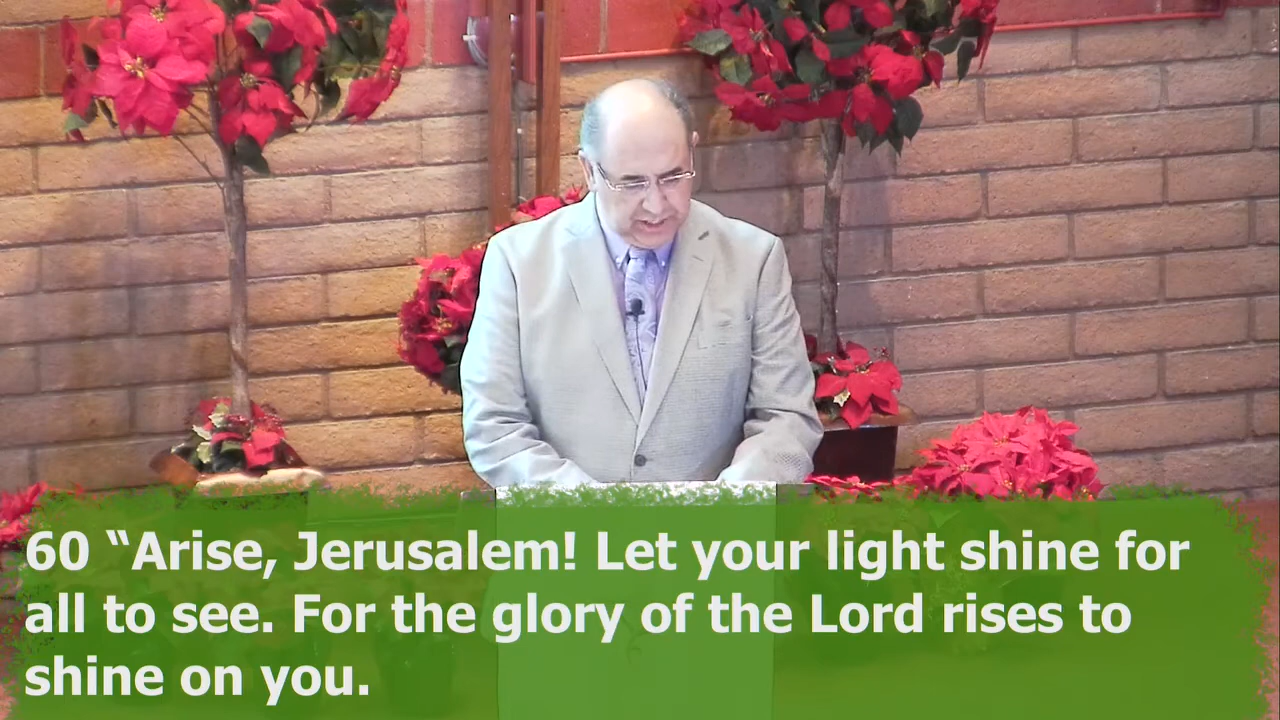 60 “Arise, Jerusalem! Let your light shine for
all to see. For the glory of the Lord rises to
shine on you.